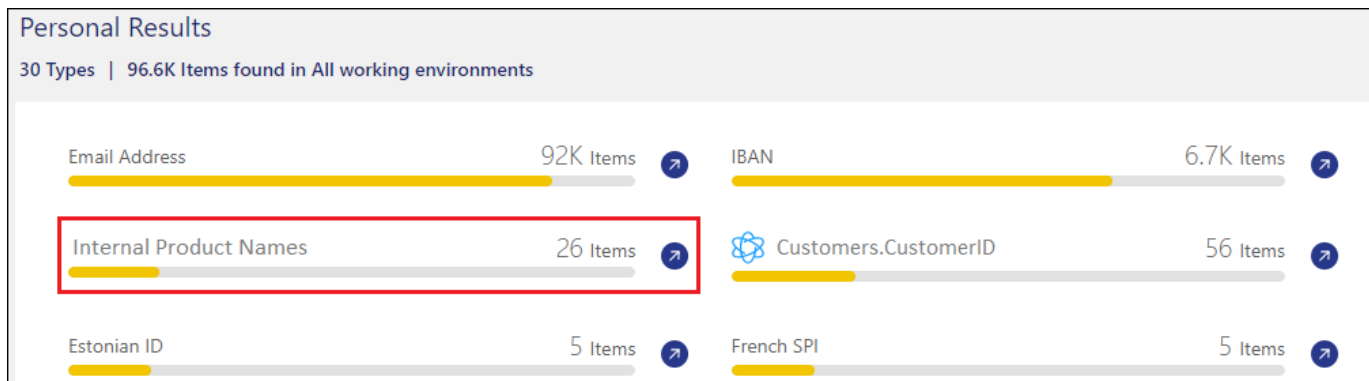 Personal Results
30 Types | 96.6K Items found in All working environments
Email Address 92K Items
IBAN 6.7K Items
Internal Product Names 26 Items
Customers.CustomerID 56 Items
Estonian ID 5 Items
French SPI 5 Items